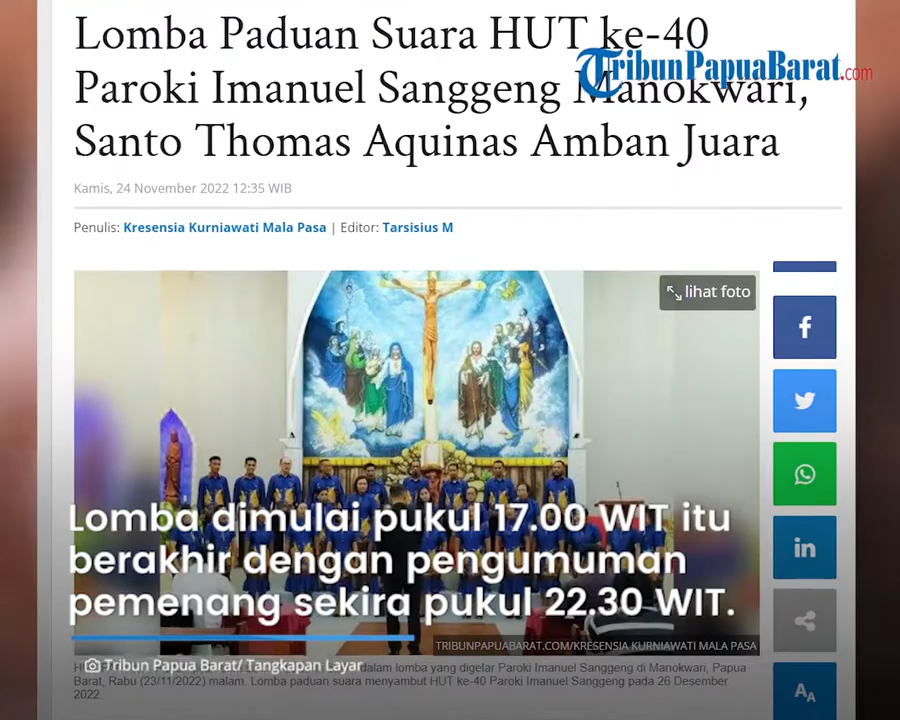 Lomba Paduan Suara HUT ke-40
TribunPapuaBarat.com
Paroki Imanuel Sanggeng Manokwari,
Santo Thomas Aquinas Amban Juara
Kamis, 24 November 2022 12:35 WIB
Penulis: Kresensia Kurniawati Mala Pasa | Editor: Tarsisius M
lihat foto
f
Lomba dimulai pukul 17.00 WIT itu
berakhir dengan pengumuman
pemenang sekira pukul 22.30 WIT.
in
TRIBUNPAPUABARAT.COM/KRESENSIA KURNIAWATI MALA PASA
Tribun Papua Barat/ Tangkapan Layar
dalam lomba yang digelar Paroki Imanuel Sanggeng di Manokwari, Papua
Barat, Rabu (23/11/2022) malam. Lomba paduan suara menyambut HUT ke-40 Paroki Imanuel Sanggeng pada 26 Desember
2022.
AA